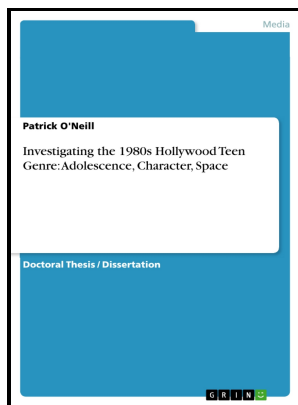 Media
Patrick O'Neill
Investigating the 1980s Hollywood Teen
Genre: Adolescence, Character, Space
Doctoral Thesis / Dissertation
GRIN